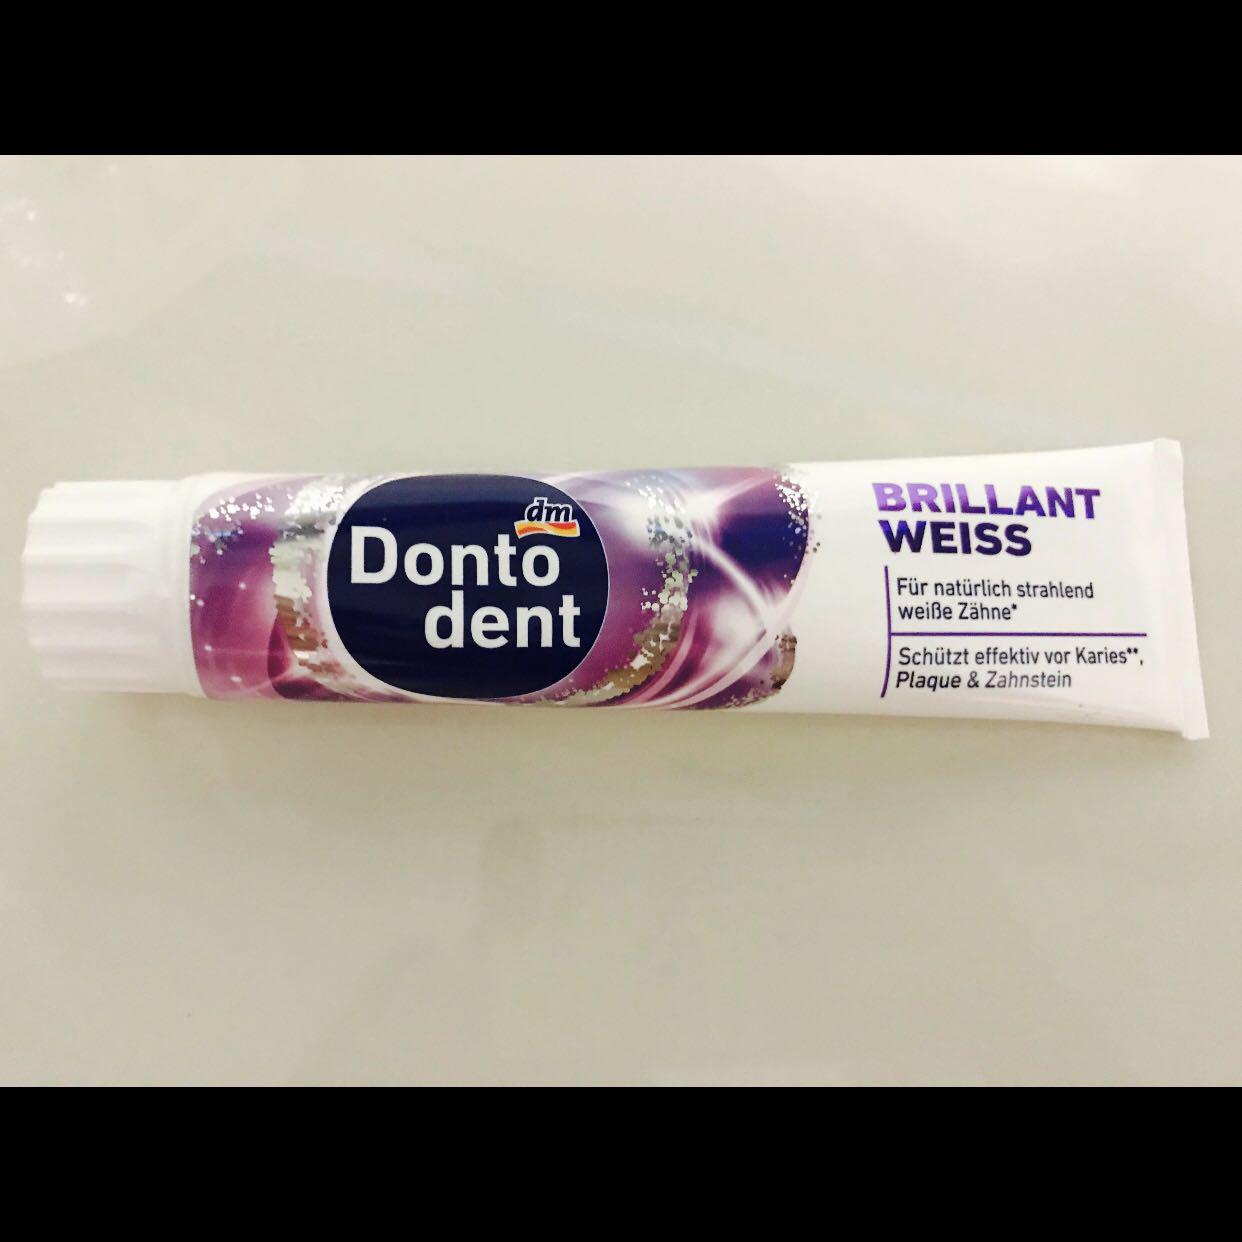 dm
Donto
dent
BRILLANT
WEISS
Für natürlich strahlend
weiße Zähne*
Schützt effektiv vor Karies**,
Plaque & Zahnstein